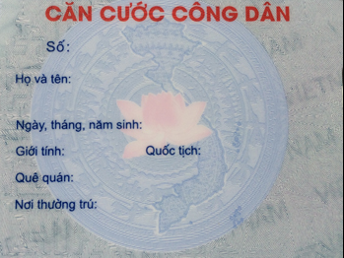 CĂN CƯỚC CÔNG DÂN
Số:
Họ và tên:
Ngày, tháng, năm sinh:
Giới tính: Quốc tịch:
Quê quán:
Nơi thường trú: